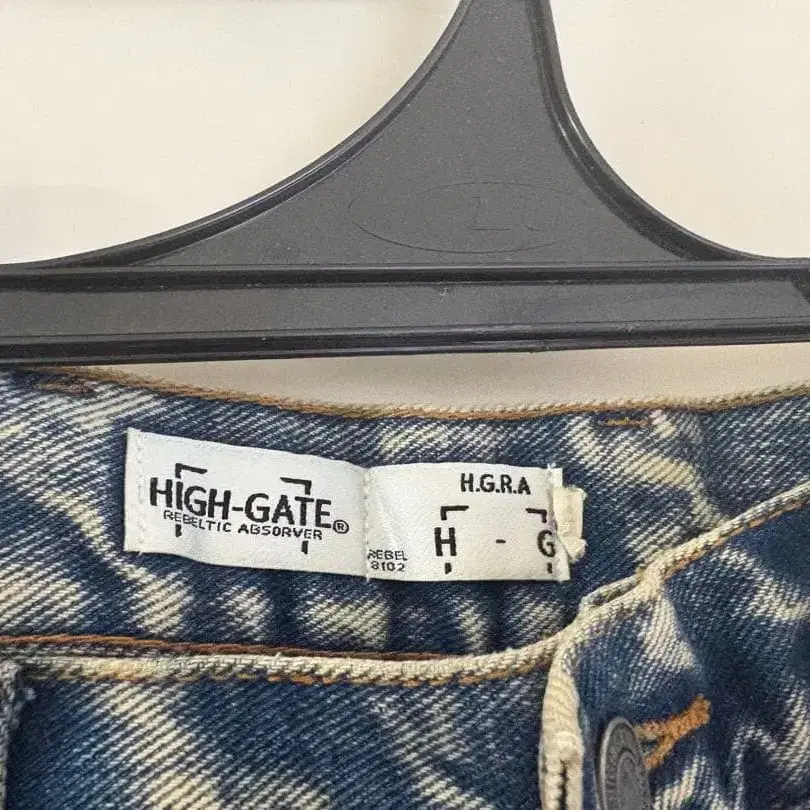 HIGH-GATE®
REBELTIC ABSORVER
REBEL
8102
H.G.R.A
H - G
L